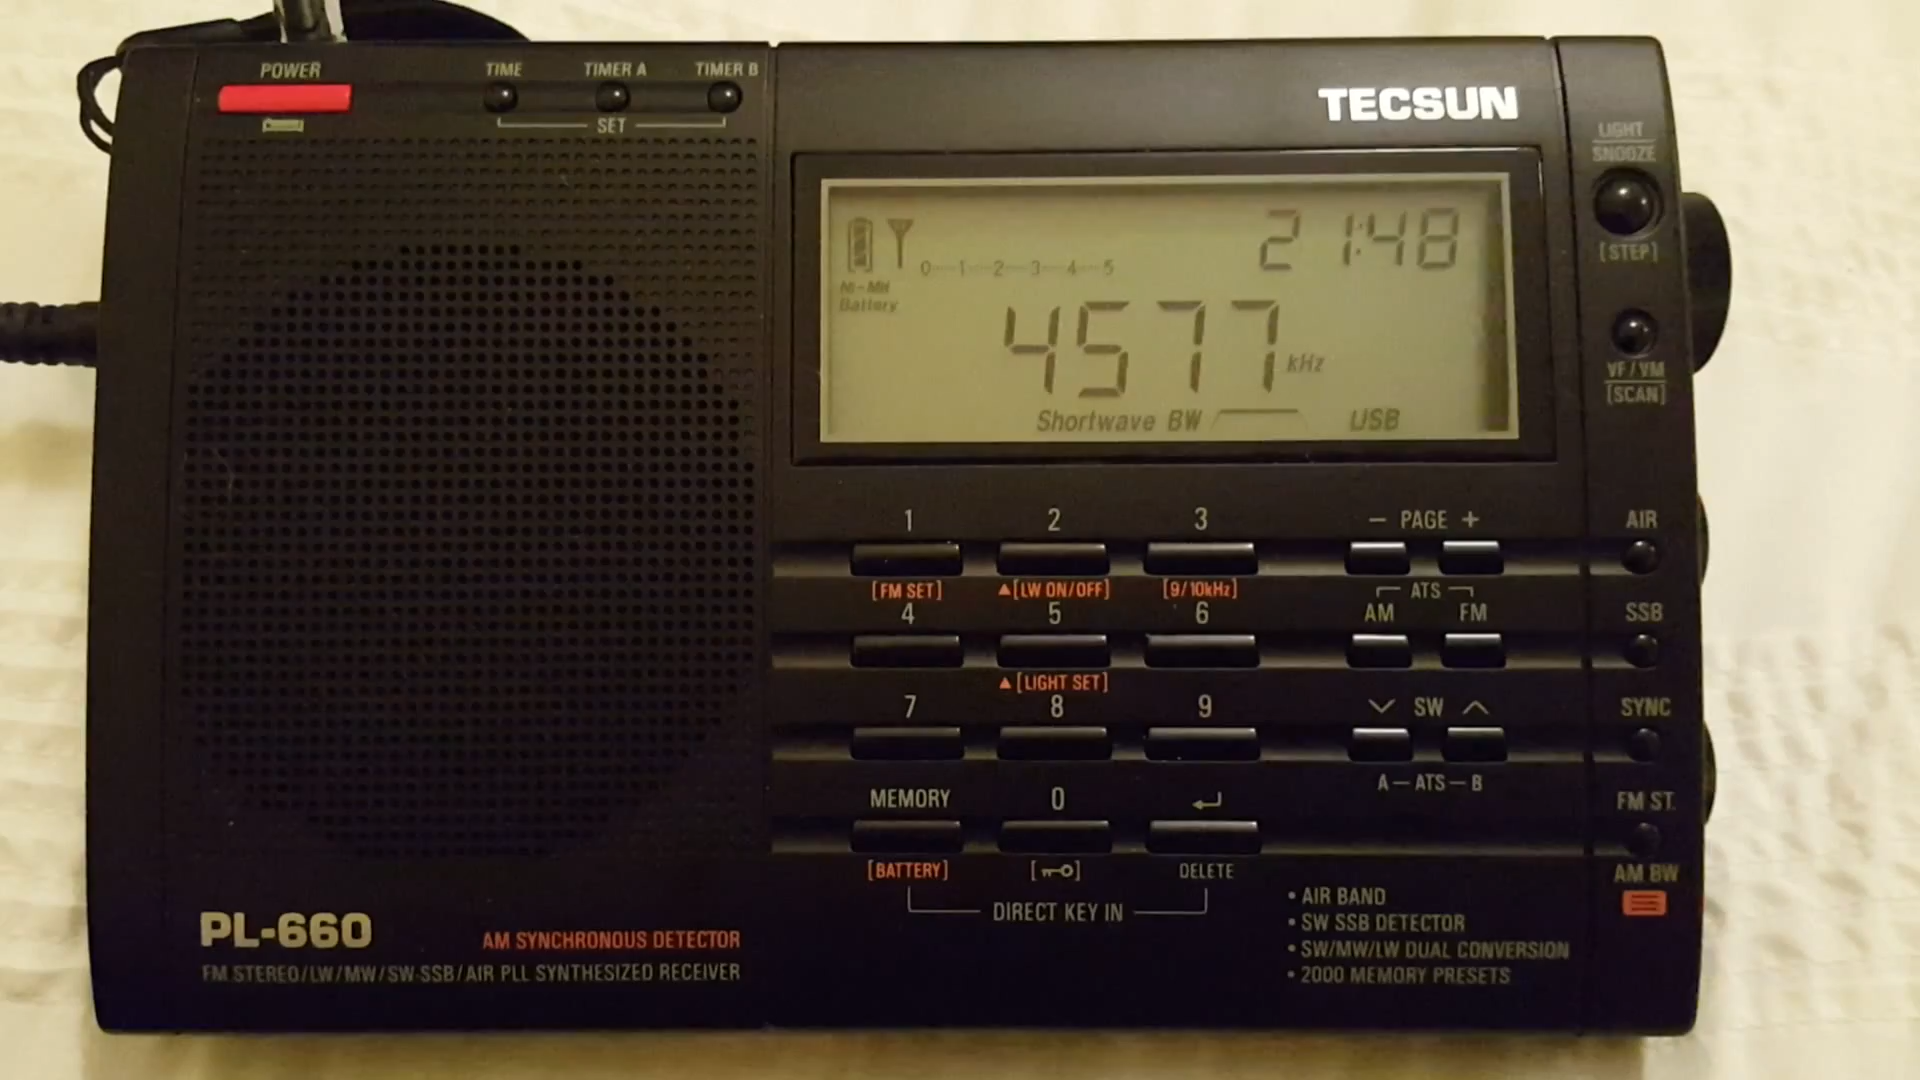 POWER
TIME TIMER A TIMER B
SET
TECSUN
LIGHT
SNOOZE
[STEP]
VF / VM
[SCAN]
21:48
0 1 2 3 4 5
Ni-MH
Battery
4577 kHz
Shortwave BW USB
1 2 3 - PAGE + AIR
[FM SET] ▲[LW ON/OFF] [9/10kHz] ATS
4 5 6 AM FM SSB
▲[LIGHT SET]
7 8 9 SW SYNC
A - ATS - B
MEMORY 0 FM ST.
[BATTERY] DELETE AM BW
DIRECT KEY IN
• AIR BAND
• SW SSB DETECTOR
• SW/MW/LW DUAL CONVERSION
• 2000 MEMORY PRESETS
PL-660 AM SYNCHRONOUS DETECTOR
FM STEREO/LW/MW/SW-SSB/AIR PLL SYNTHESIZED RECEIVER